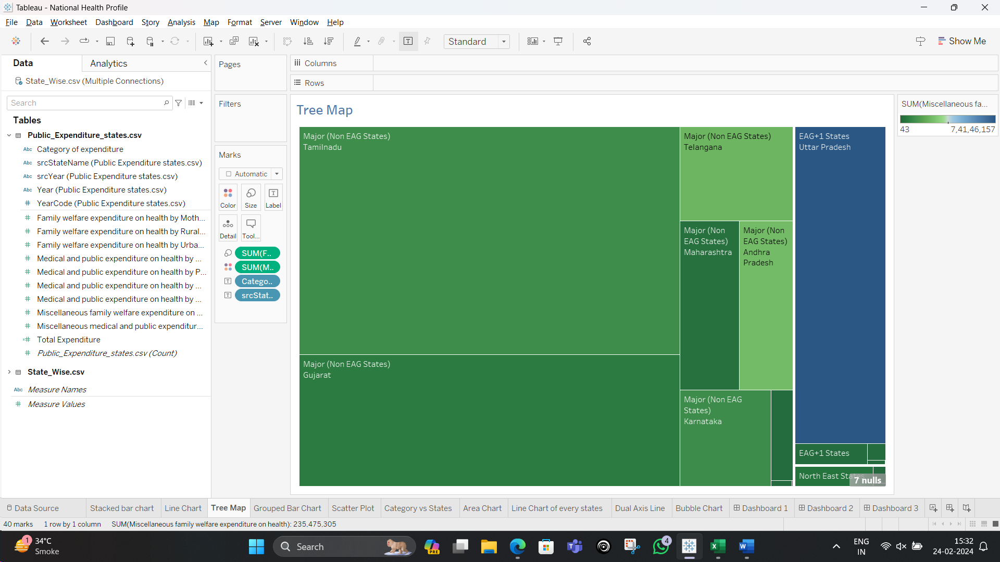 Tableau - National Health Profile
File Data Worksheet Dashboard Story Analysis Map Format Server Window Help
Standard
Show Me
Data
Analytics
State_Wise.csv (Multiple Connections)
Search
Tables
Public_Expenditure_states.csv
Abc Category of expenditure
Abc srcStateName (Public Expenditure states.csv)
Abc srcYear (Public Expenditure states.csv)
Abc Year (Public Expenditure states.csv)
# YearCode (Public Expenditure states.csv)
# Family welfare expenditure on health by Moth...
# Family welfare expenditure on health by Rural...
# Family welfare expenditure on health by Urba...
# Medical and public expenditure on health by ...
# Medical and public expenditure on health by P...
# Medical and public expenditure on health by ...
# Medical and public expenditure on health by ...
# Miscellaneous family welfare expenditure on ...
# Miscellaneous medical and public expenditur...
=# Total Expenditure
# Public_Expenditure_states.csv (Count)
State_Wise.csv
Abc Measure Names
# Measure Values
Pages
Filters
Marks
Automatic
Color
Size
Label
Detail
Tool...
SUM(F..
SUM(M..
Catego..
srcStat..
Columns
Rows
Tree Map
Major (Non EAG States)
Tamilnadu
Major (Non EAG States)
Gujarat
Major (Non EAG States)
Telangana
Major (Non
EAG States)
Maharashtra
Major (Non
EAG States)
Andhra
Pradesh
Major (Non EAG
States)
Karnataka
EAG+1 States
Uttar Pradesh
EAG+1 States
North East States
7 nulls
SUM(Miscellaneous fa...
43 7,41,46,157
Data Source
Stacked bar chart
Line Chart
Tree Map
Grouped Bar Chart
Scatter Plot
Category vs States
Area Chart
Line Chart of every states
Dual Axis Line
Bubble Chart
Dashboard 1
Dashboard 2
Dashboard 3
40 marks 1 row by 1 column SUM(Miscellaneous family welfare expenditure on health): 235,475,305
1
34°C
Smoke
Search
PRE
4
ENG
IN
15:32
24-02-2024